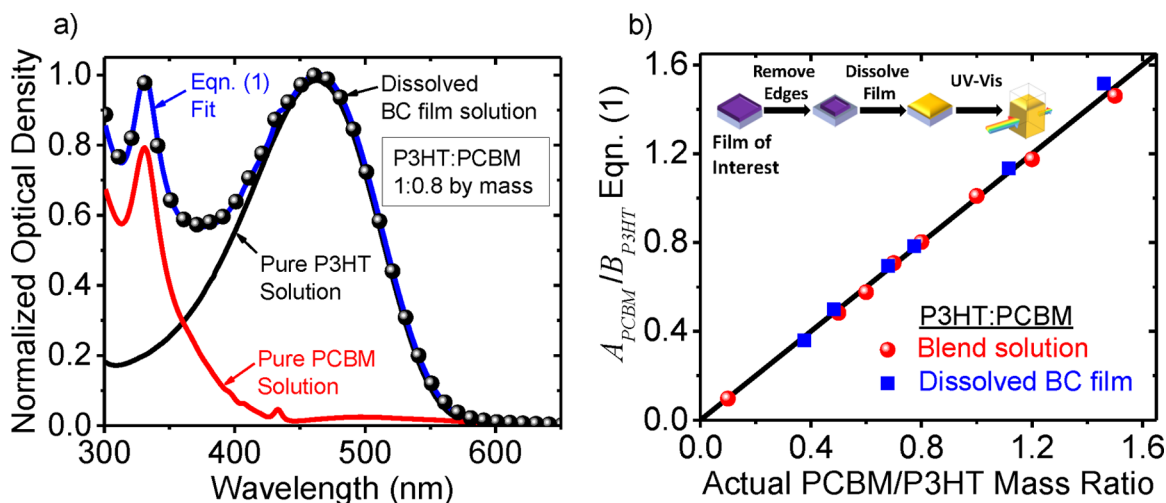 a)
Normalized Optical Density
1.0
0.8
0.6
0.4
0.2
0.0
Eqn. (1)
Fit
Dissolved
BC film solution
P3HT:PCBM
1:0.8 by mass
Pure P3HT
Solution
Pure PCBM
Solution
300
400
500
600
Wavelength (nm)
b)
A_PCBM/B_P3HT Eqn. (1)
1.6
1.2
0.8
0.4
0.0
Remove
Edges
Dissolve
Film
UV-Vis
Film of
Interest
P3HT:PCBM
Blend solution
Dissolved BC film
0.0
0.4
0.8
1.2
1.6
Actual PCBM/P3HT Mass Ratio